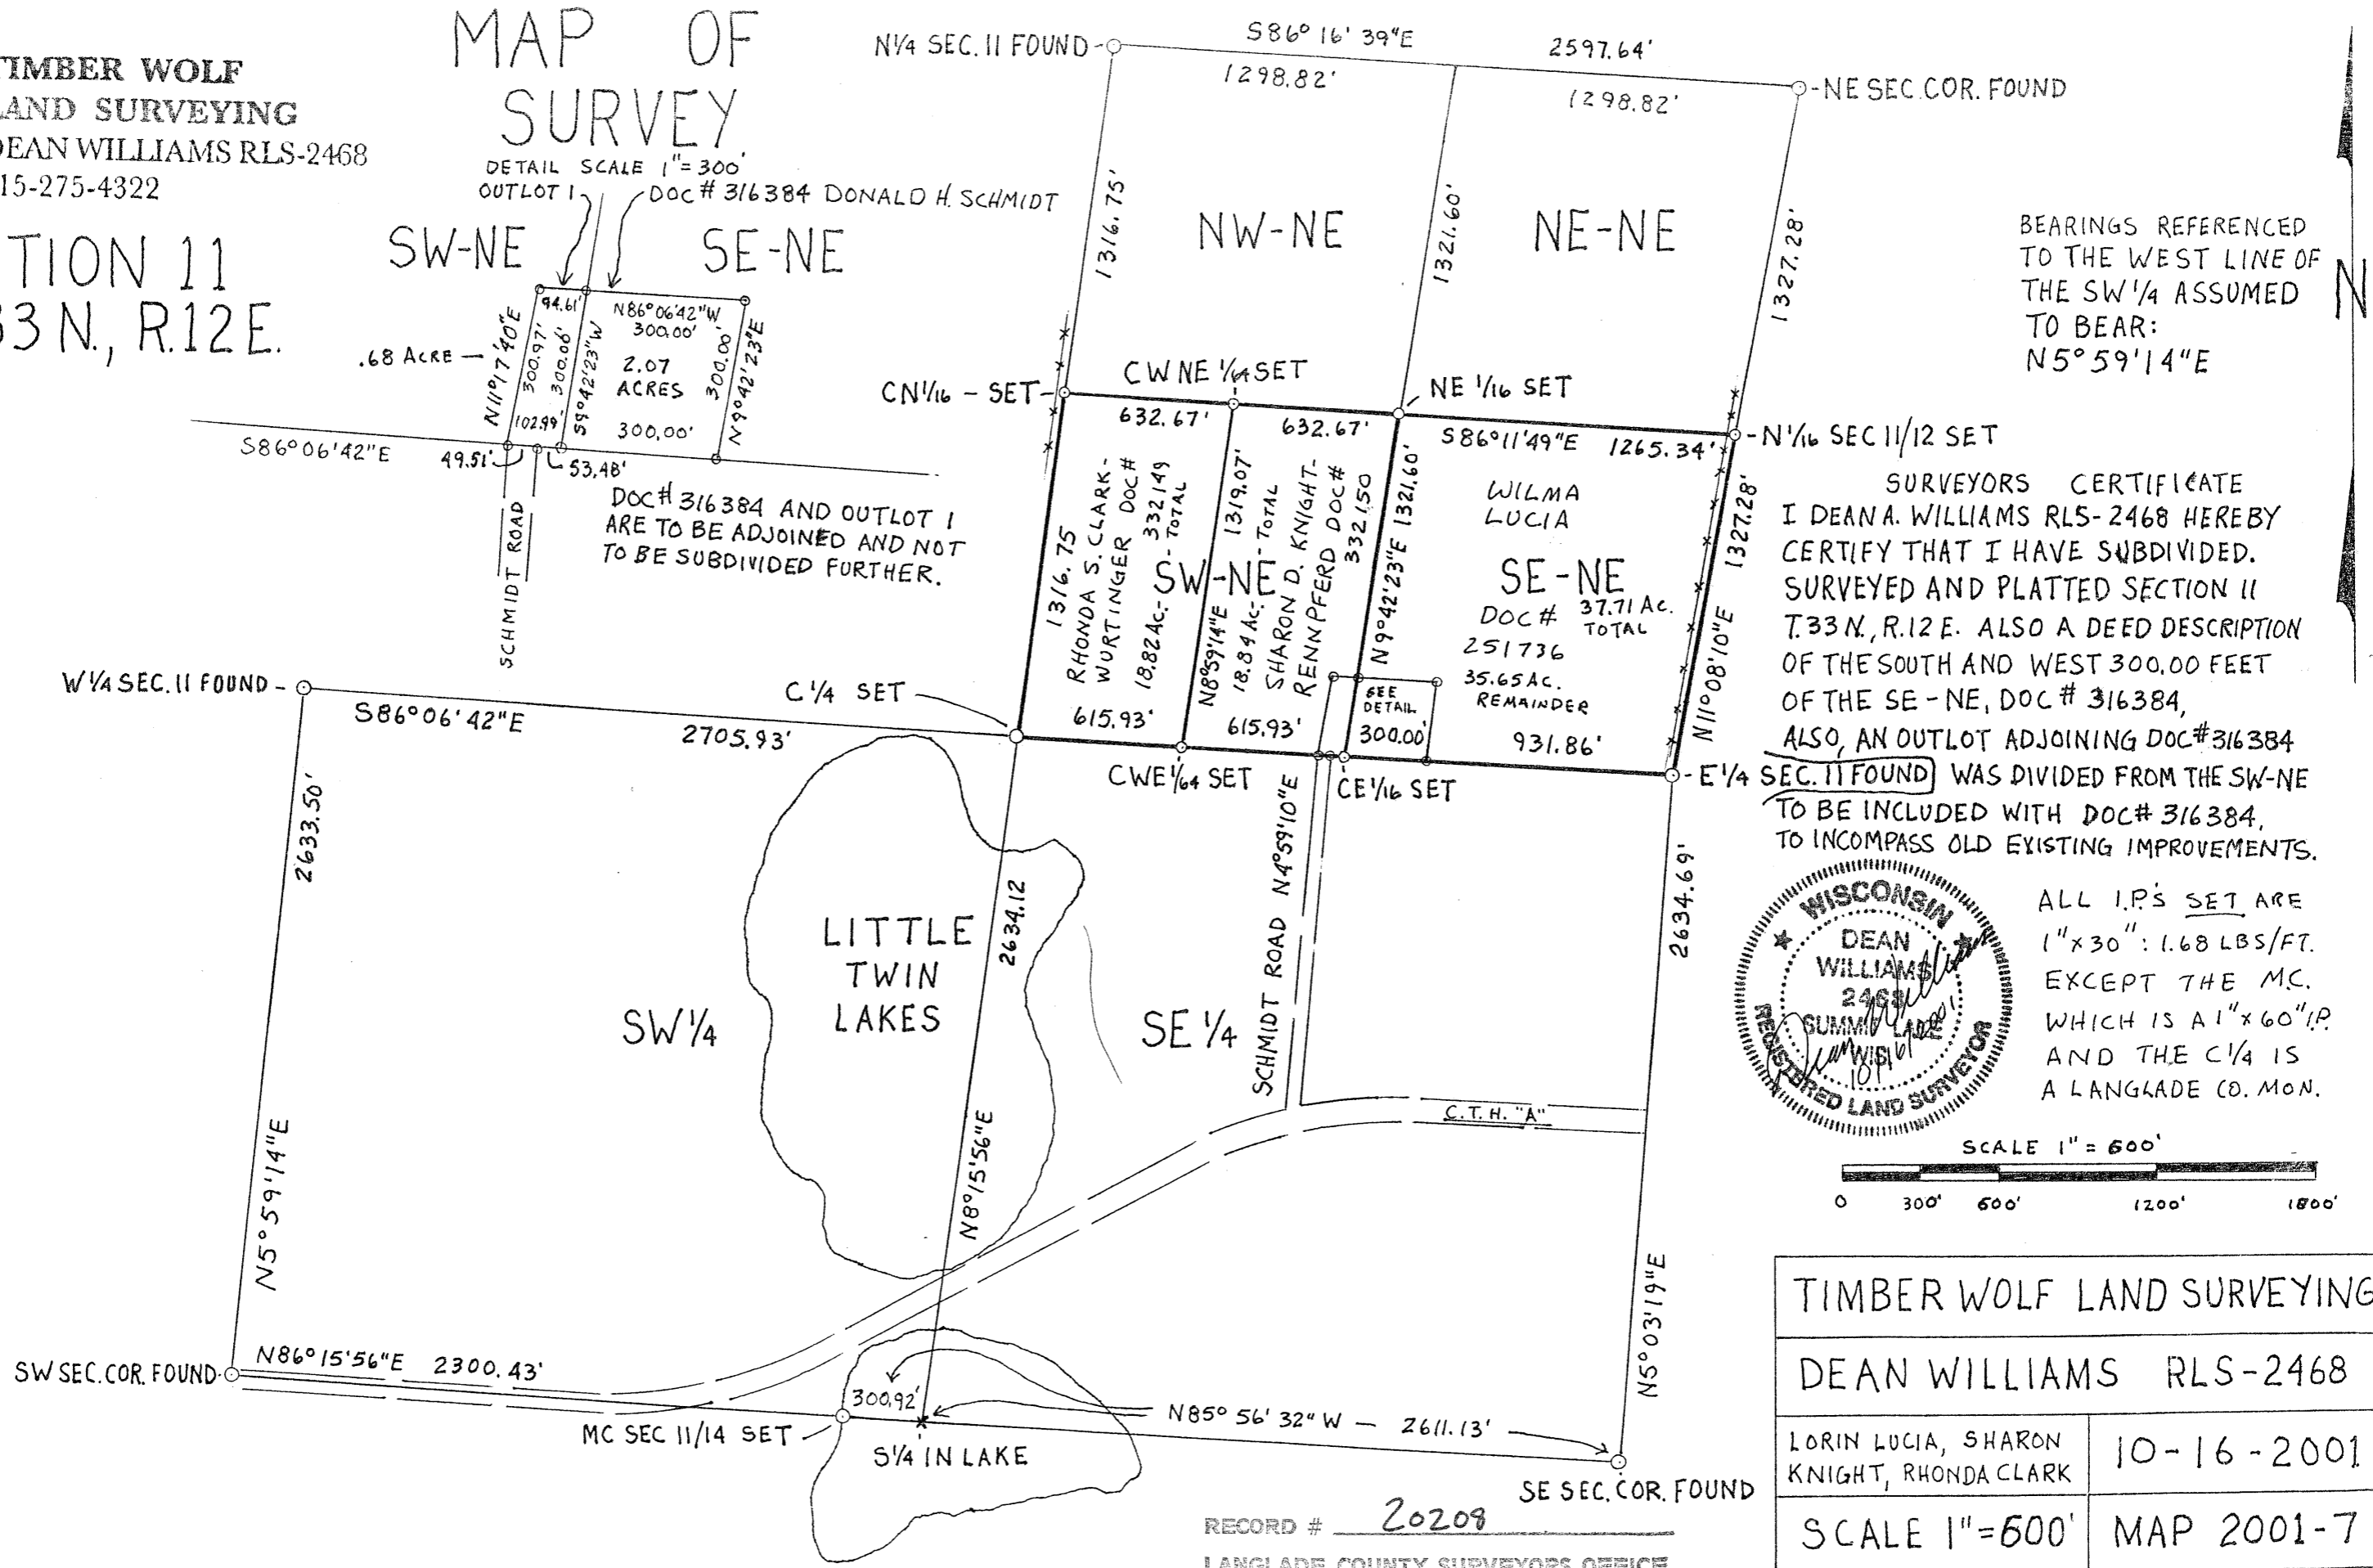 MAP OF
SURVEY
TIMBER WOLF
LAND SURVEYING
DEAN WILLIAMS RLS-2468
15-275-4322
TION 11
33 N., R.12 E.
DETAIL SCALE 1"=300'
OUTLOT 1
DOC # 316384 DONALD H. SCHMIDT
SW-NE
SE-NE
94.61'
N86°06'42"W
300.00'
.68 ACRE
N11°17'40"E
300.97'
300.06'
S9°42'23"W
2.07
ACRES
300.00'
N9°42'23"E
102.99'
300.00'
S86°06'42"E
49.51'
53.48'
SCHMIDT ROAD
DOC# 316384 AND OUTLOT 1
ARE TO BE ADJOINED AND NOT
TO BE SUBDIVIDED FURTHER.
N1/4 SEC. 11 FOUND
S86°16'39"E
2597.64'
1298.82'
1298.82'
NE SEC.COR. FOUND
1316.75'
NW-NE
1321.60'
NE-NE
1327.28'
BEARINGS REFERENCED
TO THE WEST LINE OF
THE SW 1/4 ASSUMED
TO BEAR:
N5°59'14"E
N
CN1/16 - SET
CWNE 1/64 SET
NE 1/16 SET
N1/16 SEC 11/12 SET
632.67'
632.67'
S86°11'49"E 1265.34'
1316.75
RHONDA S. CLARK-
WURTINGER DOC#
332149
18.82 AC.- TOTAL
SW-NE
N8°59'14"E 1319.07'
18.84 AC.- TOTAL
SHARON D. KNIGHT-
RENNPFERD DOC#
332150
N9°42'23"E 1321.60'
WILMA
LUCIA
SE-NE
DOC# 37.71 AC.
TOTAL
251736
35.65 AC.
REMAINDER
SEE
DETAIL
N11°08'10"E 1327.28'
615.93'
615.93'
300.00'
931.86'
SURVEYORS CERTIFICATE
I DEAN A. WILLIAMS RLS-2468 HEREBY
CERTIFY THAT I HAVE SUBDIVIDED.
SURVEYED AND PLATTED SECTION 11
T.33 N., R.12 E. ALSO A DEED DESCRIPTION
OF THE SOUTH AND WEST 300.00 FEET
OF THE SE-NE, DOC # 316384,
ALSO, AN OUTLOT ADJOINING DOC#316384
E1/4 SEC. 11 FOUND WAS DIVIDED FROM THE SW-NE
TO BE INCLUDED WITH DOC# 316384,
TO INCOMPASS OLD EXISTING IMPROVEMENTS.
W1/4 SEC. 11 FOUND
S86°06'42"E
2705.93'
C 1/4 SET
CWE 1/64 SET
CE 1/16 SET
2633.50'
N5°59'14"E
LITTLE
TWIN
LAKES
2634.12
N8°15'56"E
SW 1/4
SE 1/4
SCHMIDT ROAD N4°59'10"E
C.T.H. "A"
2634.69'
N5°03'19"E
WISCONSIN
DEAN
WILLIAMS
2468
SUMMIT LAKE
WIS.
REGISTERED LAND SURVEYOR
ALL I.P.'S SET ARE
1"x30": 1.68 LBS/FT.
EXCEPT THE M.C.
WHICH IS A 1"x60" I.P.
AND THE C1/4 IS
A LANGLADE CO. MON.
SCALE 1" = 600'
0 300' 600' 1200' 1800'
SW SEC. COR. FOUND
N86°15'56"E 2300.43'
MC SEC 11/14 SET
300.92'
S1/4 IN LAKE
N85°56'32"W - 2611.13'
SE SEC. COR. FOUND
RECORD # 20208
LANGLADE COUNTY SURVEYORS OFFICE
TIMBER WOLF LAND SURVEYING
DEAN WILLIAMS RLS-2468
LORIN LUCIA, SHARON
KNIGHT, RHONDA CLARK
10-16-2001
SCALE 1"=600'
MAP 2001-7